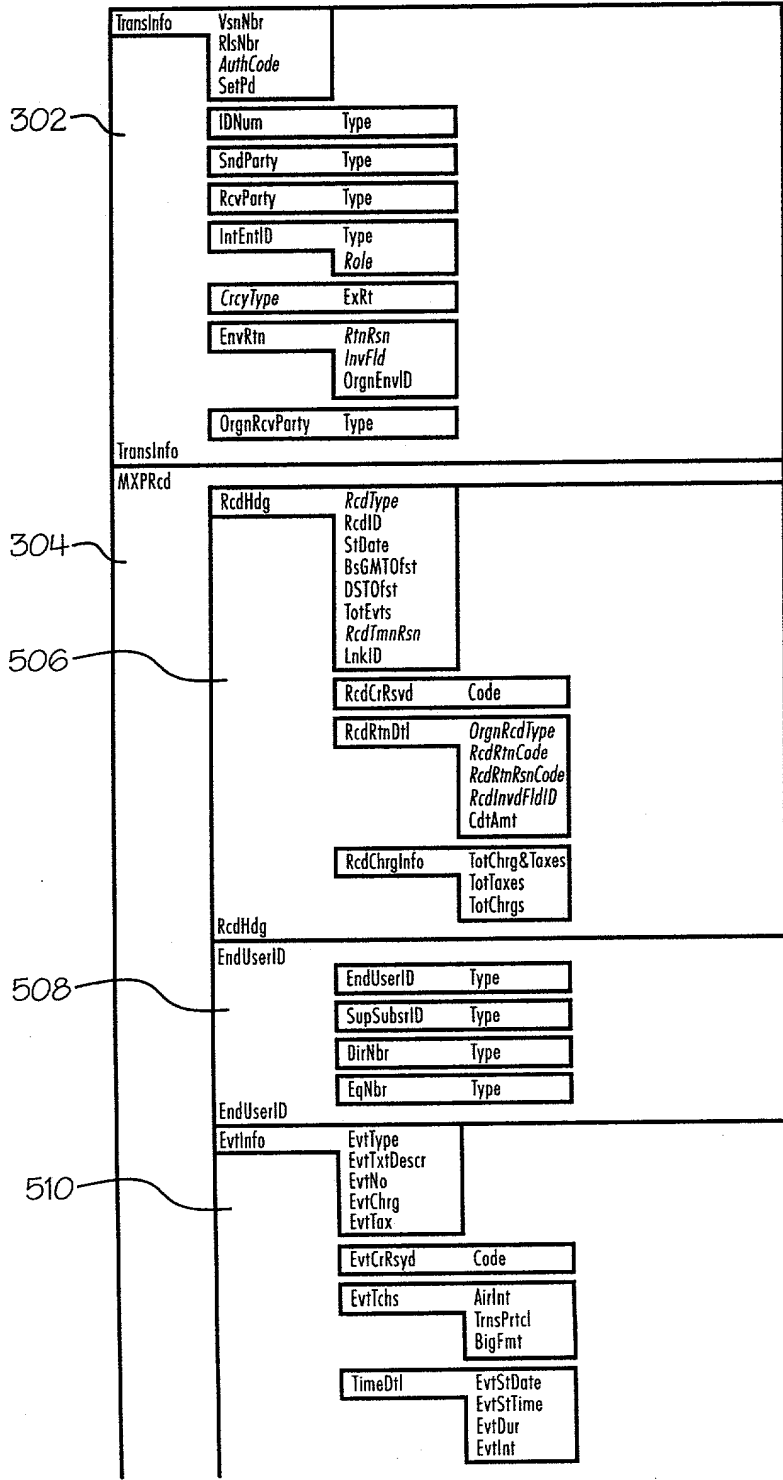 TransInfo VsnNbr
RlsNbr
AuthCode
SetPd
302
IDNum Type
SndParty Type
RcvParty Type
IntEntID Type
Role
CrcyType ExRt
EnvRtn RtnRsn
InvFld
OrgnEnvID
OrgnRcvParty Type
TransInfo
MXPRcd
RcdHdg RcdType
RcdID
304
StDate
BsGMTOfst
DSTOfst
TotEvts
RcdTmnRsn
LnkID
506
RcdCrRsvd Code
RcdRtnDtl OrgnRcdType
RcdRtnCode
RcdRtnRsnCode
RcdInvdFldID
CdtAmt
RcdChrgInfo TotChrg&Taxes
TotTaxes
TotChrgs
RcdHdg
EndUserID
EndUserID Type
508
SupSubsrID Type
DirNbr Type
EqNbr Type
EndUserID
EvtInfo EvtType
EvtTxtDescr
EvtNo
510
EvtChrg
EvtTax
EvtCrRsyd Code
EvtTchs AirInt
TrnsPrtcl
BigFmt
TimeDtl EvtStDate
EvtStTime
EvtDur
EvtInt